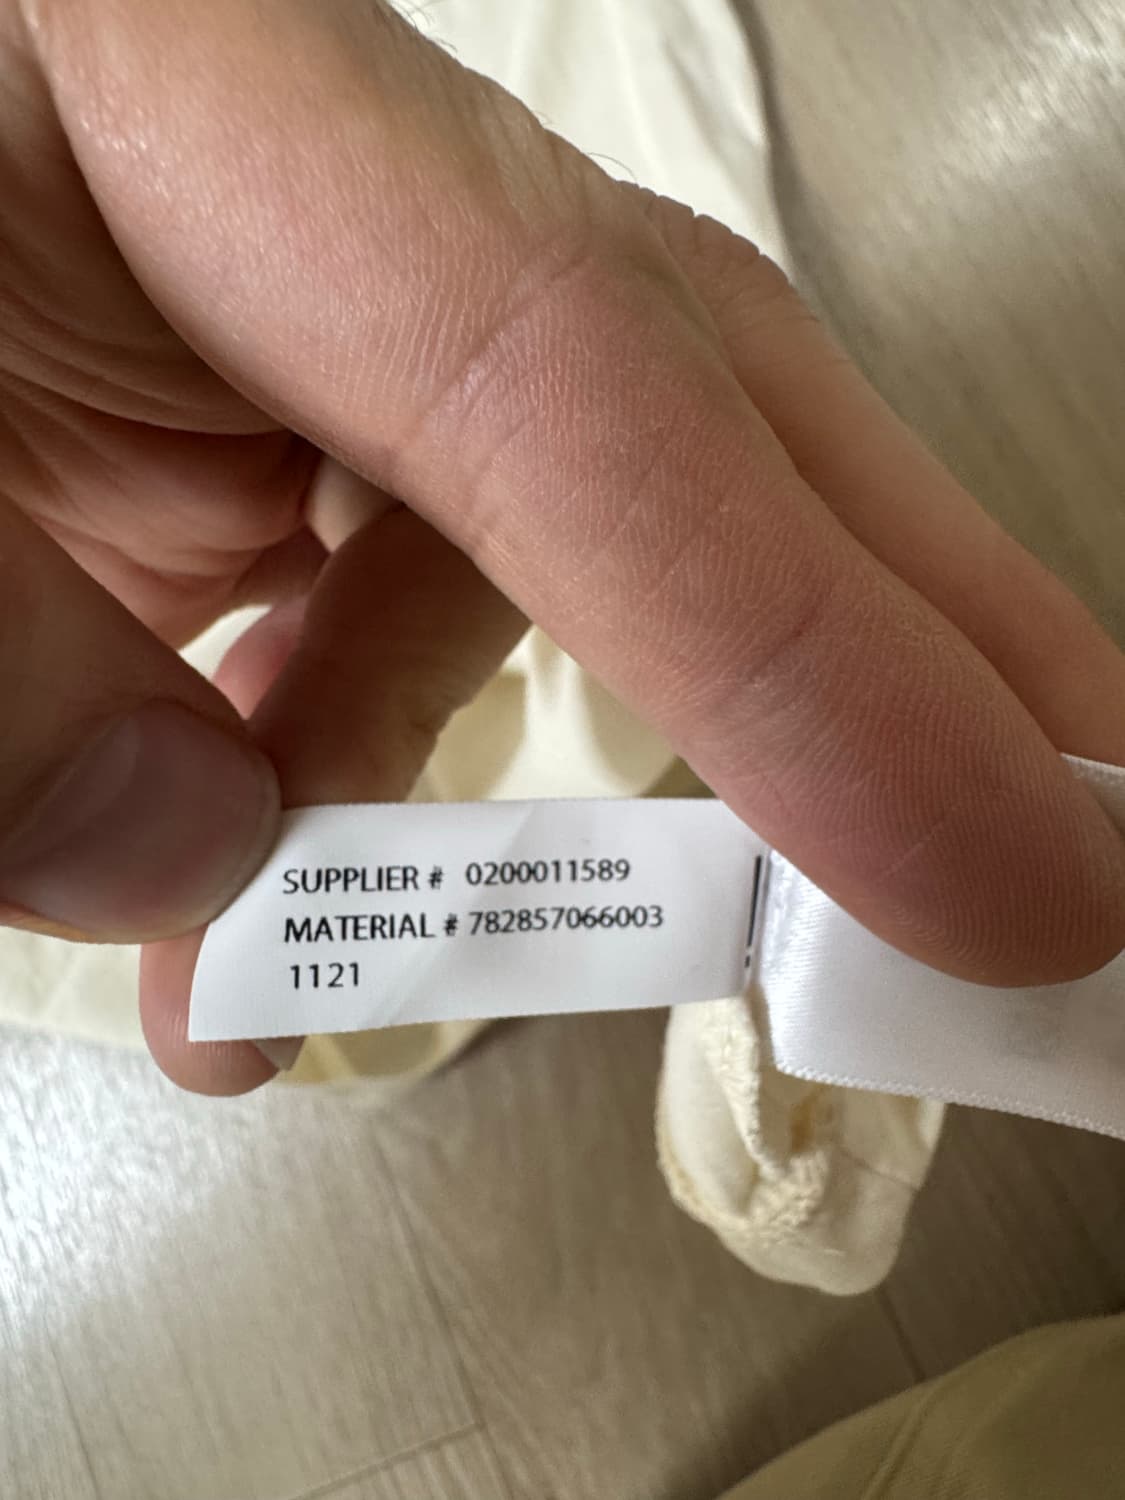 SUPPLIER # 0200011589
MATERIAL # 782857066003
1121